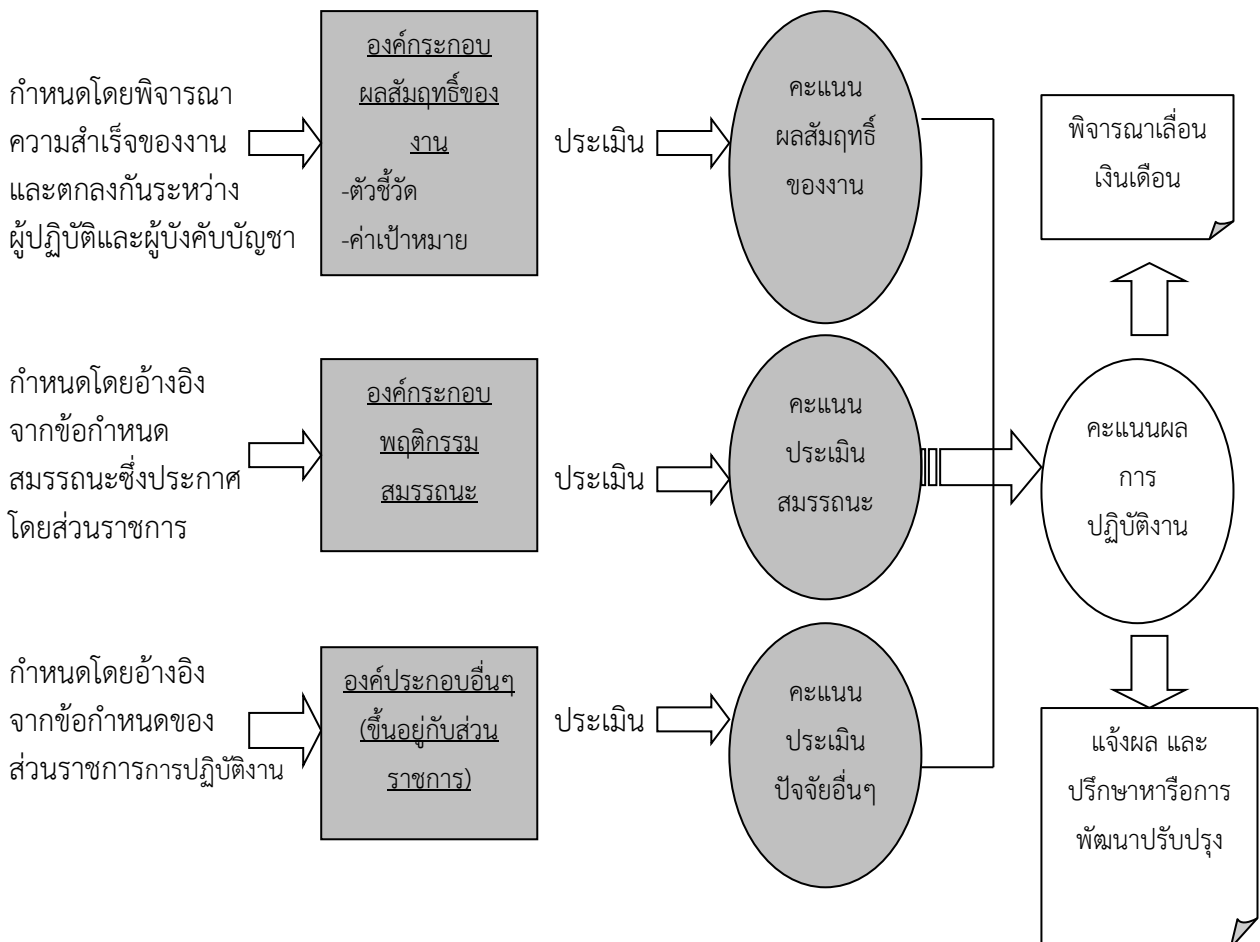 กำหนดโดยพิจารณา
ความสำเร็จของงาน
และตกลงกันระหว่าง
ผู้ปฏิบัติและผู้บังคับบัญชา
องค์กระกอบ
ผลสัมฤทธิ์ของ
งาน
-ตัวชี้วัด
-ค่าเป้าหมาย
ประเมิน
คะแนน
ผลสัมฤทธิ์
ของงาน
พิจารณาเลื่อน
เงินเดือน
กำหนดโดยอ้างอิง
จากข้อกำหนด
สมรรถนะซึ่งประกาศ
โดยส่วนราชการ
องค์กระกอบ
พฤติกรรม
สมรรถนะ
ประเมิน
คะแนน
ประเมิน
สมรรถนะ
คะแนนผล
การ
ปฏิบัติงาน
กำหนดโดยอ้างอิง
จากข้อกำหนดของ
ส่วนราชการการปฏิบัติงาน
องค์ประกอบอื่นๆ
(ขึ้นอยู่กับส่วน
ราชการ)
ประเมิน
คะแนน
ประเมิน
ปัจจัยอื่นๆ
แจ้งผล และ
ปรึกษาหารือการ
พัฒนาปรับปรุง